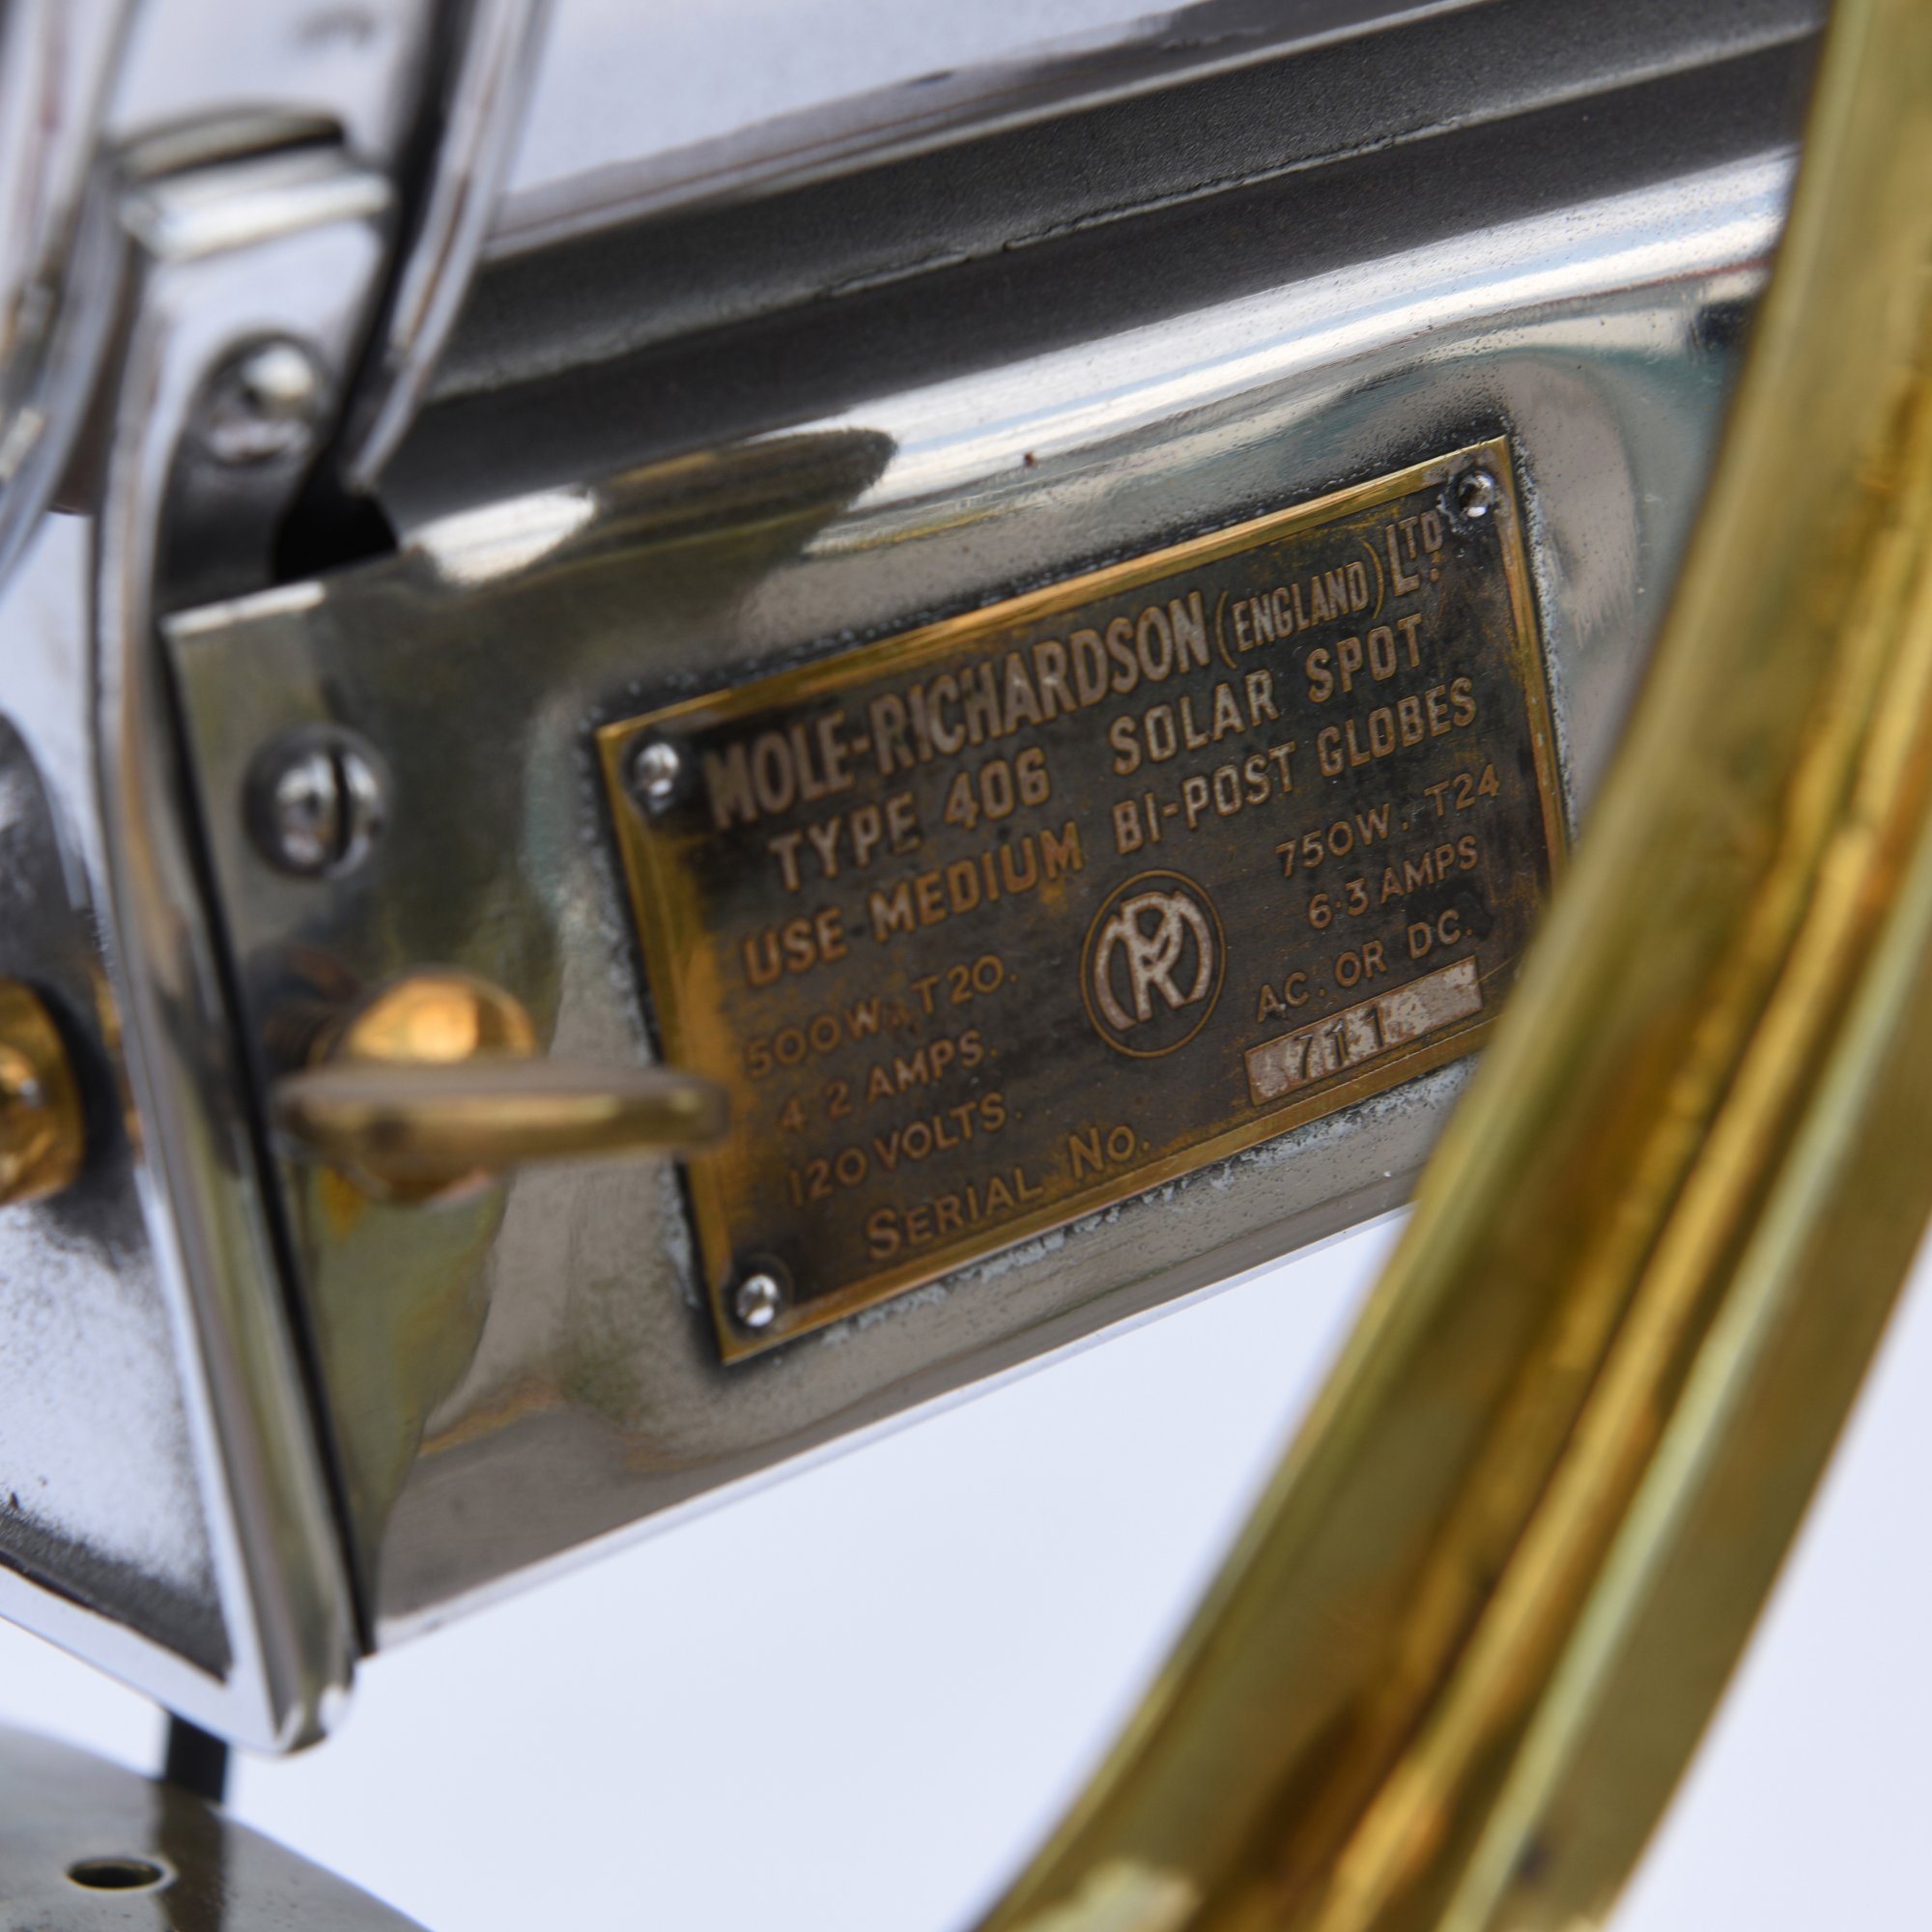 MOLE-RICHARDSON (ENGLAND) LTD.
TYPE 406 SOLAR SPOT
USE MEDIUM BI-POST GLOBES
500W. T20. 750W. T24
4·2 AMPS. 6·3 AMPS
120 VOLTS. AC. OR DC.
SERIAL NO. 711
MR